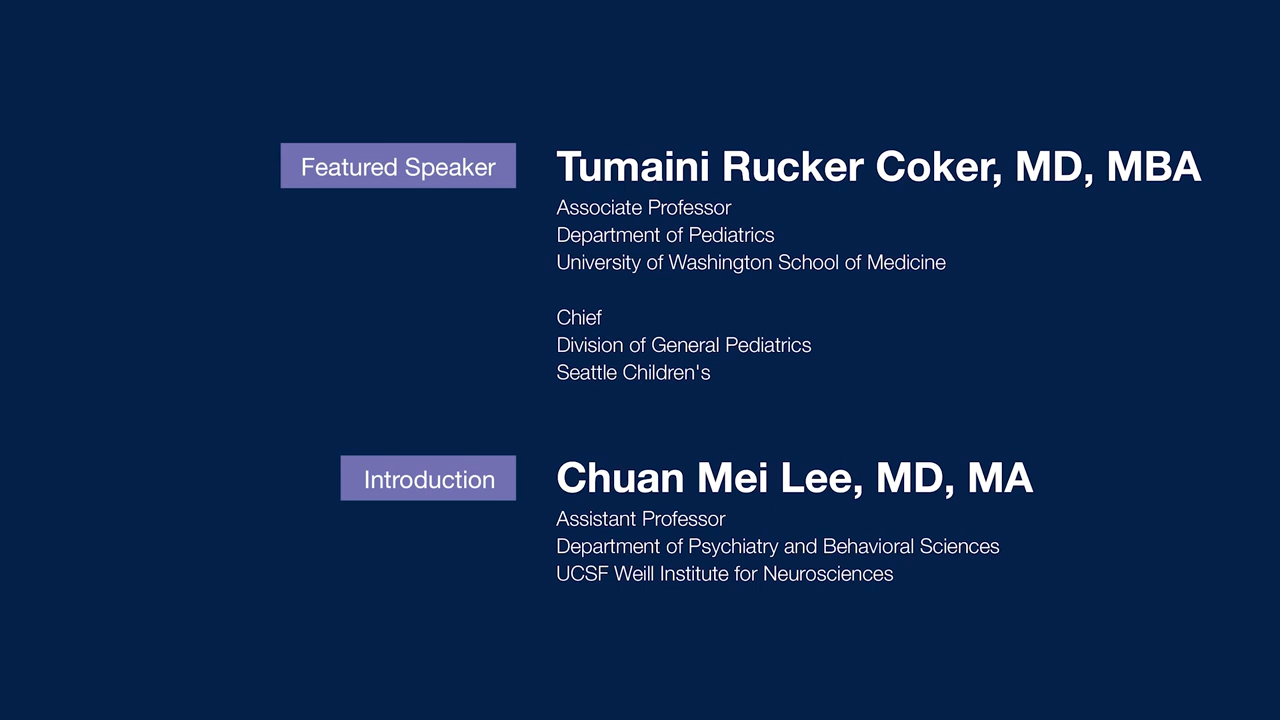 Featured Speaker
Tumaini Rucker Coker, MD, MBA
Associate Professor
Department of Pediatrics
University of Washington School of Medicine
Chief
Division of General Pediatrics
Seattle Children's
Introduction
Chuan Mei Lee, MD, MA
Assistant Professor
Department of Psychiatry and Behavioral Sciences
UCSF Weill Institute for Neurosciences